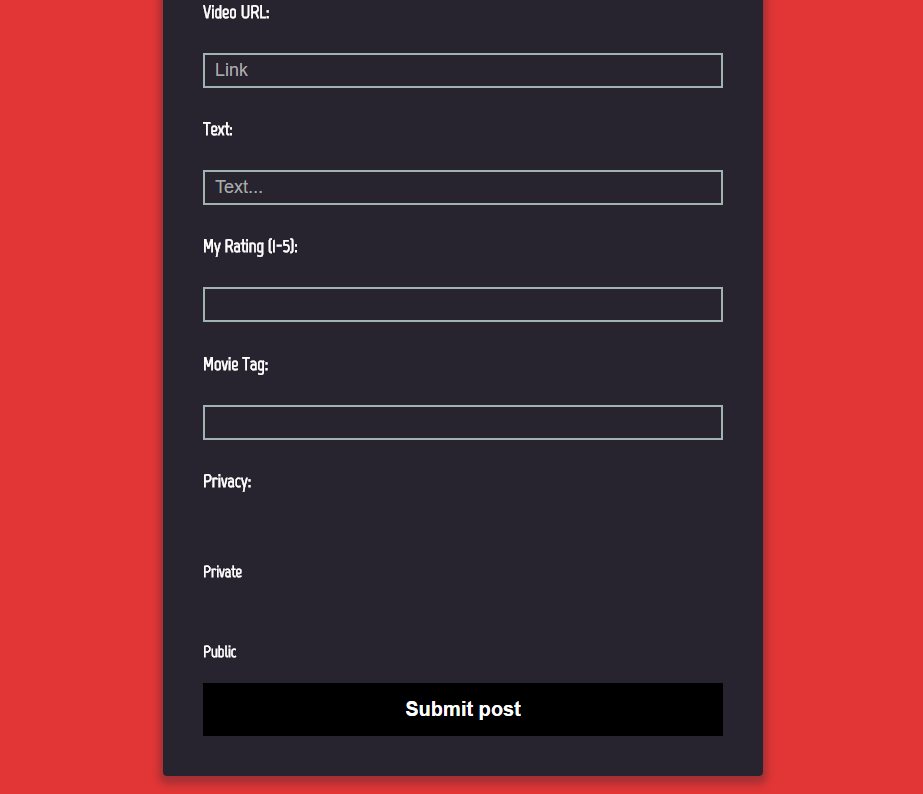 Video URL:
Link
Text:
Text...
My Rating (1-5):
Movie Tag:
Privacy:
Private
Public
Submit post